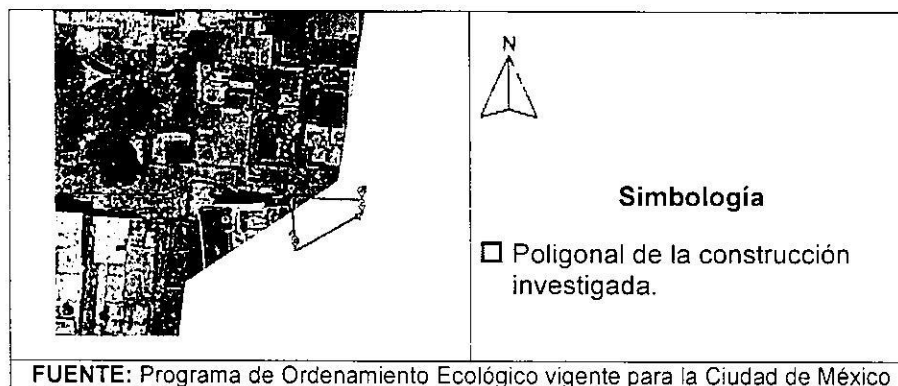 N
Simbología
Poligonal de la construcción
investigada.
FUENTE: Programa de Ordenamiento Ecológico vigente para la Ciudad de México